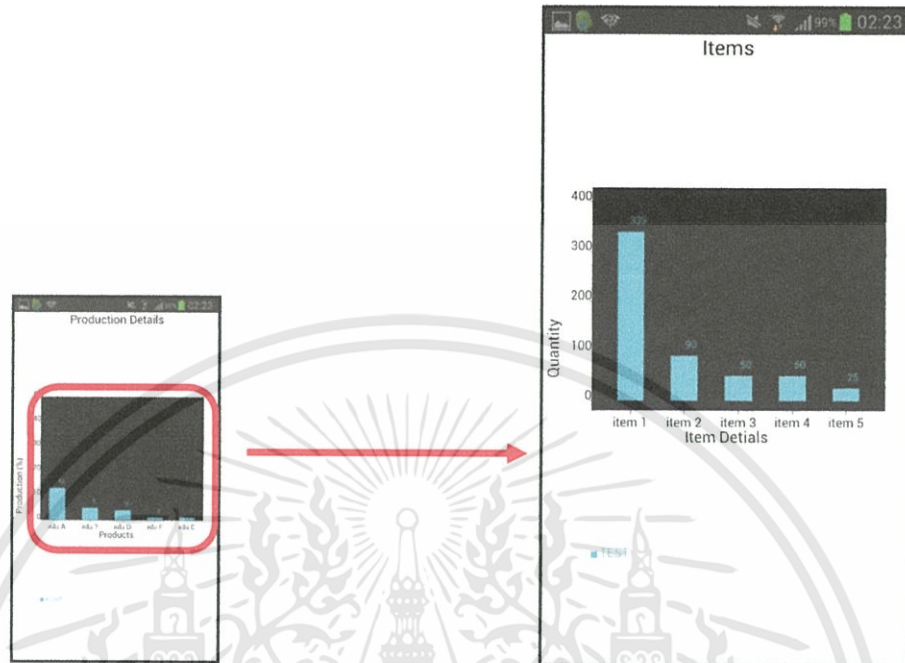 99% 02:23
Items
400
300
200
100
0
Quantity
335
90
50
50
25
item 1 item 2 item 3 item 4 item 5
Item Detials
TEST
02:23
Production Details
Production (%)
Products